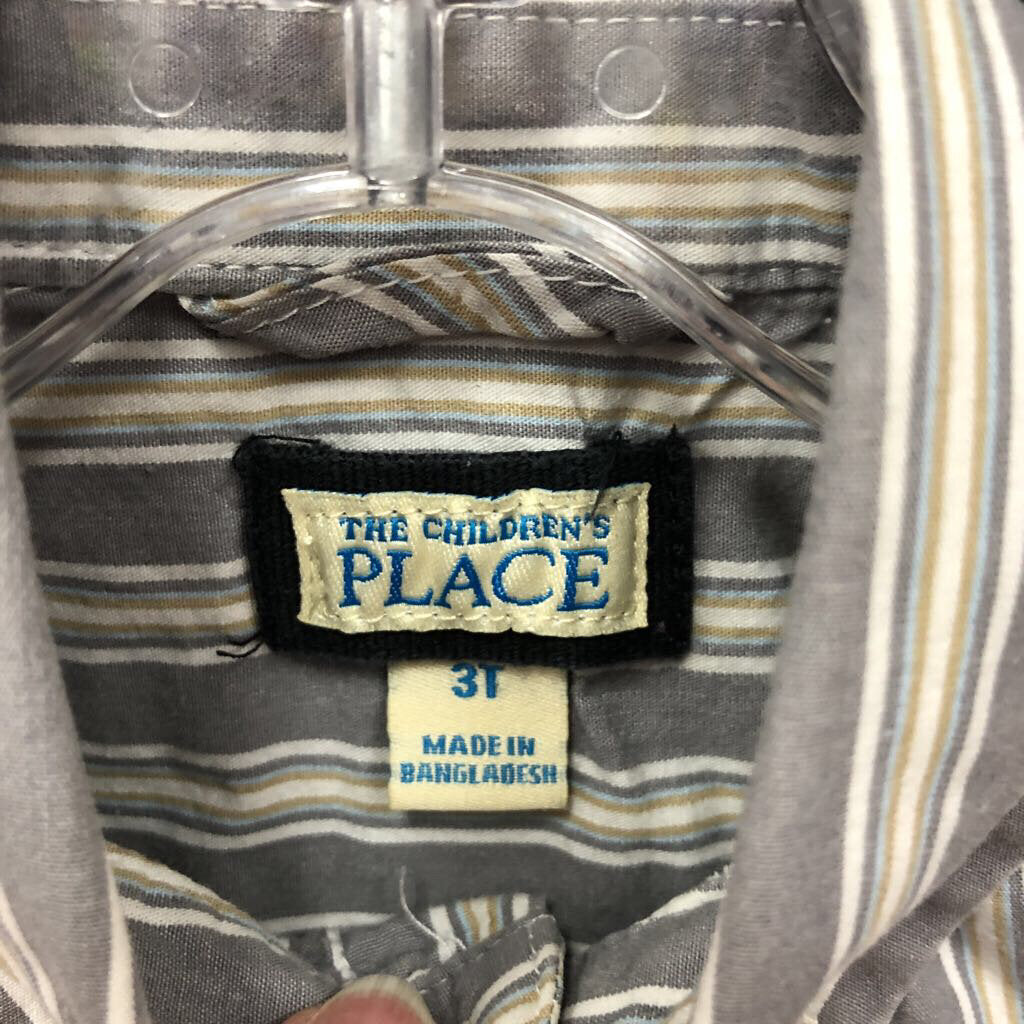 THE CHILDREN'S
PLACE
3T
MADE IN
BANGLADESH